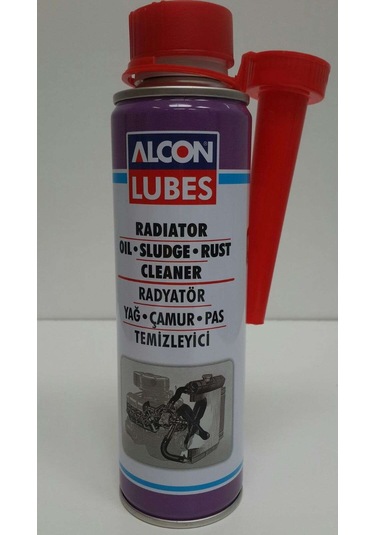 ALCON
LUBES
RADIATOR
OIL•SLUDGE•RUST
CLEANER
RADYATÖR
YAĞ•ÇAMUR•PAS
TEMİZLEYİCİ